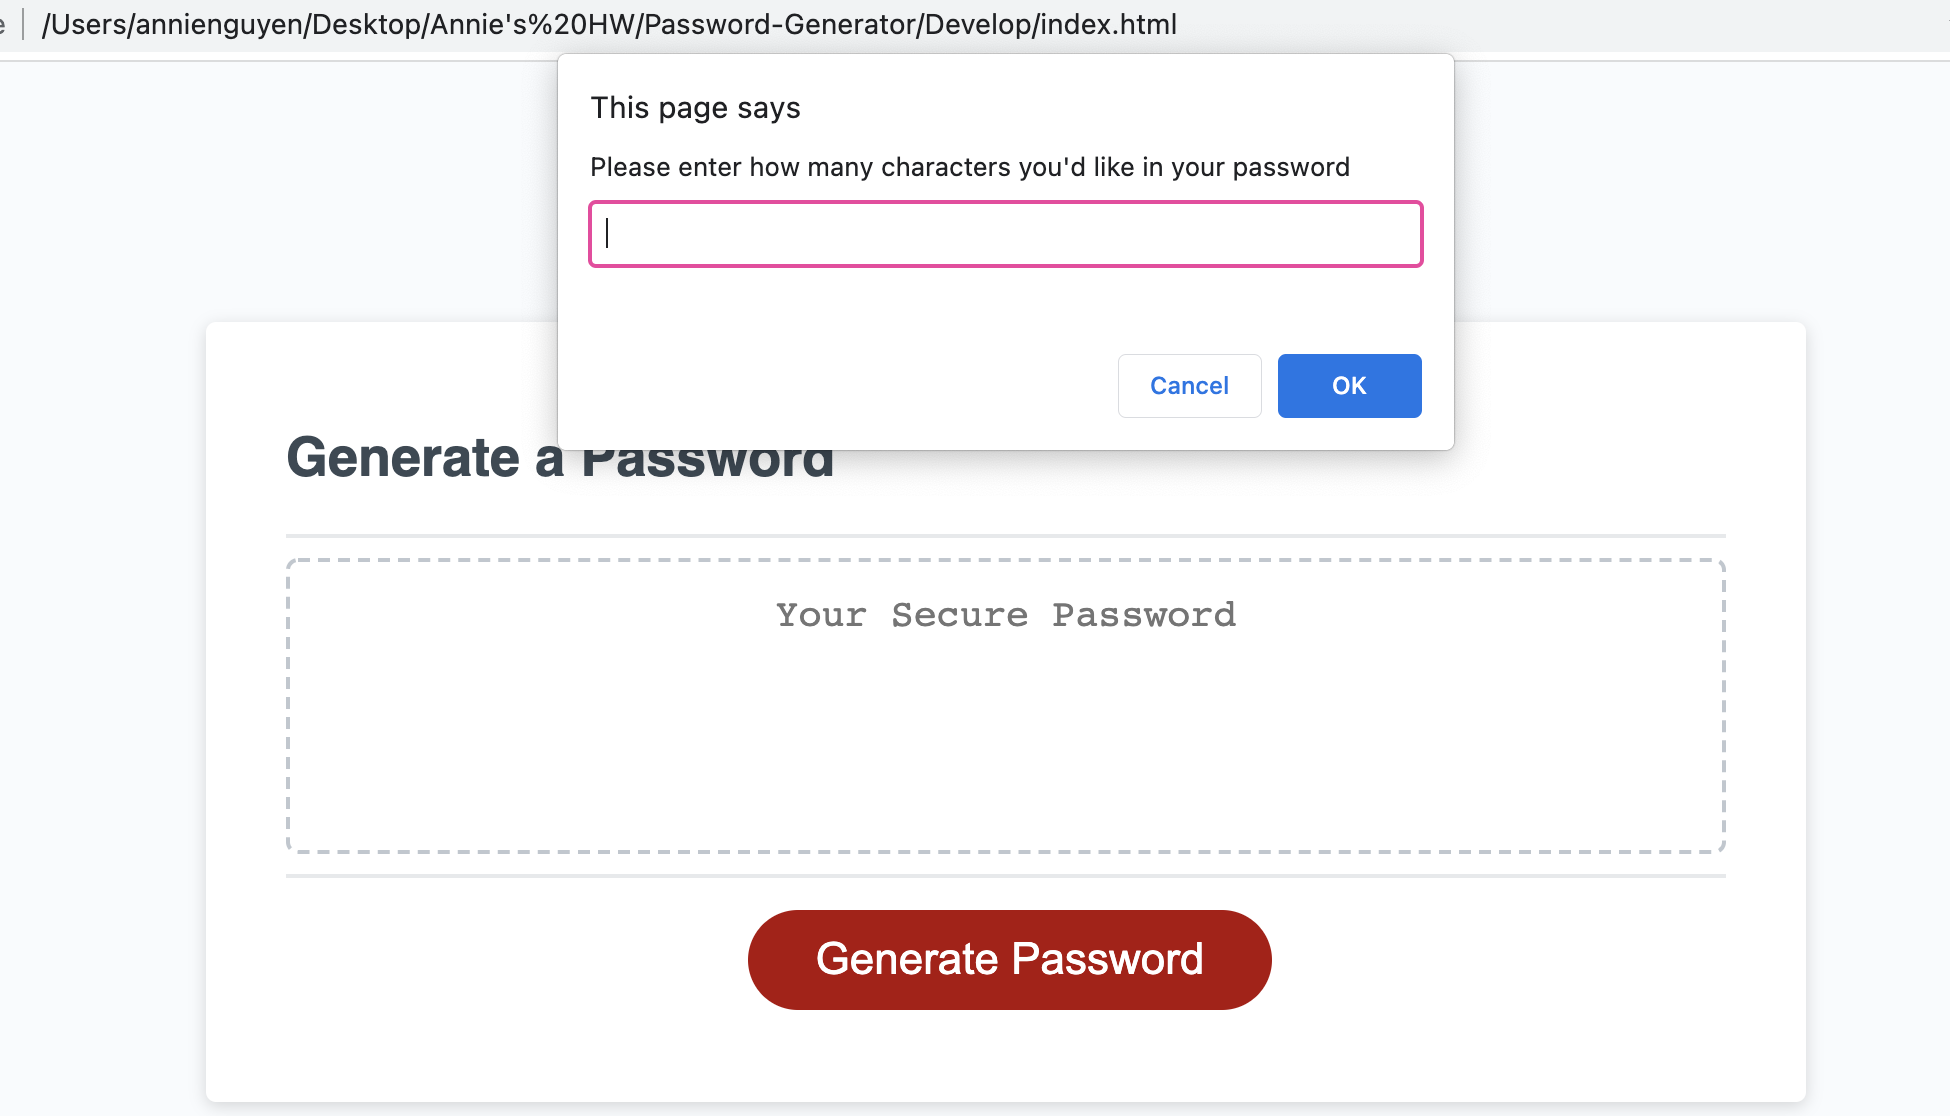 /Users/annienguyen/Desktop/Annie's%20HW/Password-Generator/Develop/index.html
This page says
Please enter how many characters you'd like in your password
Cancel
OK
Generate a Password
Your Secure Password
Generate Password